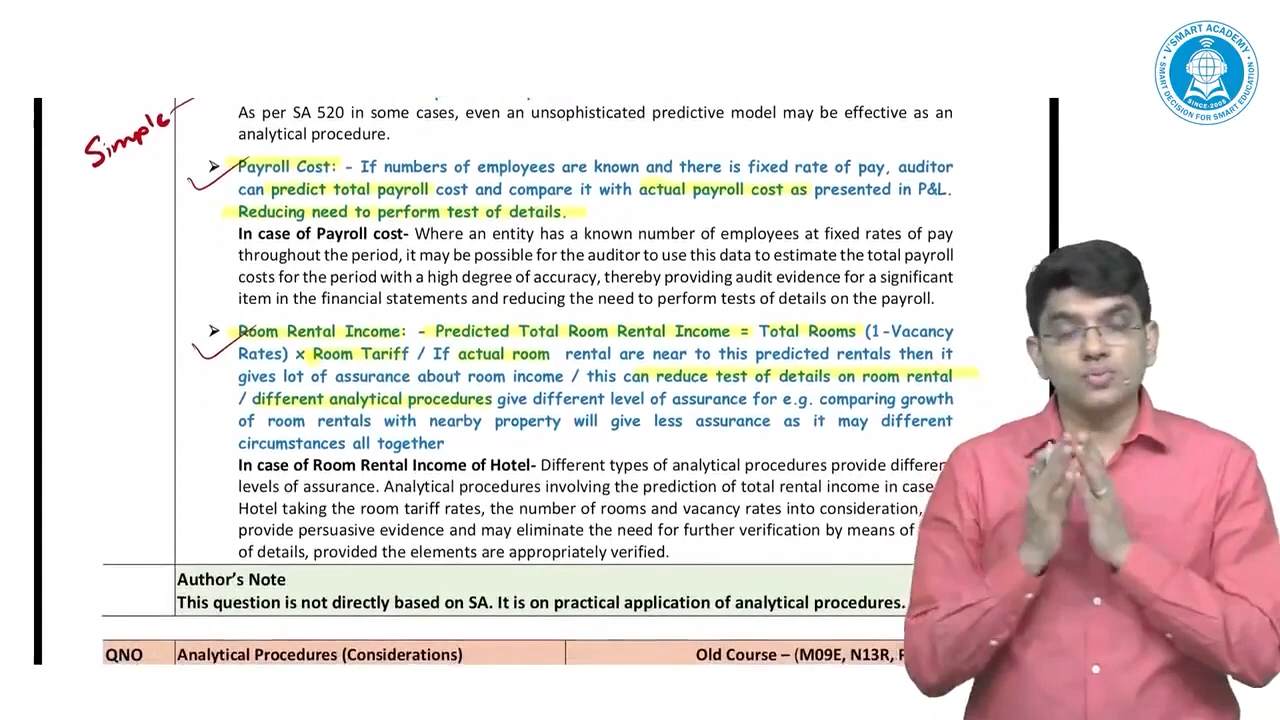 V'SMART ACADEMY
SMART DECISION FOR SMART EDUCATION
SINCE-2005
Simple
As per SA 520 in some cases, even an unsophisticated predictive model may be effective as an
analytical procedure.
➤ Payroll Cost: - If numbers of employees are known and there is fixed rate of pay, auditor
can predict total payroll cost and compare it with actual payroll cost as presented in P&L.
Reducing need to perform test of details.
In case of Payroll cost- Where an entity has a known number of employees at fixed rates of pay
throughout the period, it may be possible for the auditor to use this data to estimate the total payroll
costs for the period with a high degree of accuracy, thereby providing audit evidence for a significant
item in the financial statements and reducing the need to perform tests of details on the payroll.
➤ Room Rental Income: - Predicted Total Room Rental Income = Total Rooms (1-Vacancy
Rates) x Room Tariff / If actual room rental are near to this predicted rentals then it
gives lot of assurance about room income / this can reduce test of details on room rental
/ different analytical procedures give different level of assurance for e.g. comparing growth
of room rentals with nearby property will give less assurance as it may different
circumstances all together
In case of Room Rental Income of Hotel- Different types of analytical procedures provide
levels of assurance. Analytical procedures involving the prediction of total rental income in case
Hotel taking the room tariff rates, the number of rooms and vacancy rates into consideration,
provide persuasive evidence and may eliminate the need for further verification by means of
of details, provided the elements are appropriately verified.
Author's Note
This question is not directly based on SA. It is on practical application of analytical procedures.
QNO Analytical Procedures (Considerations) Old Course – (M09E, N13R,